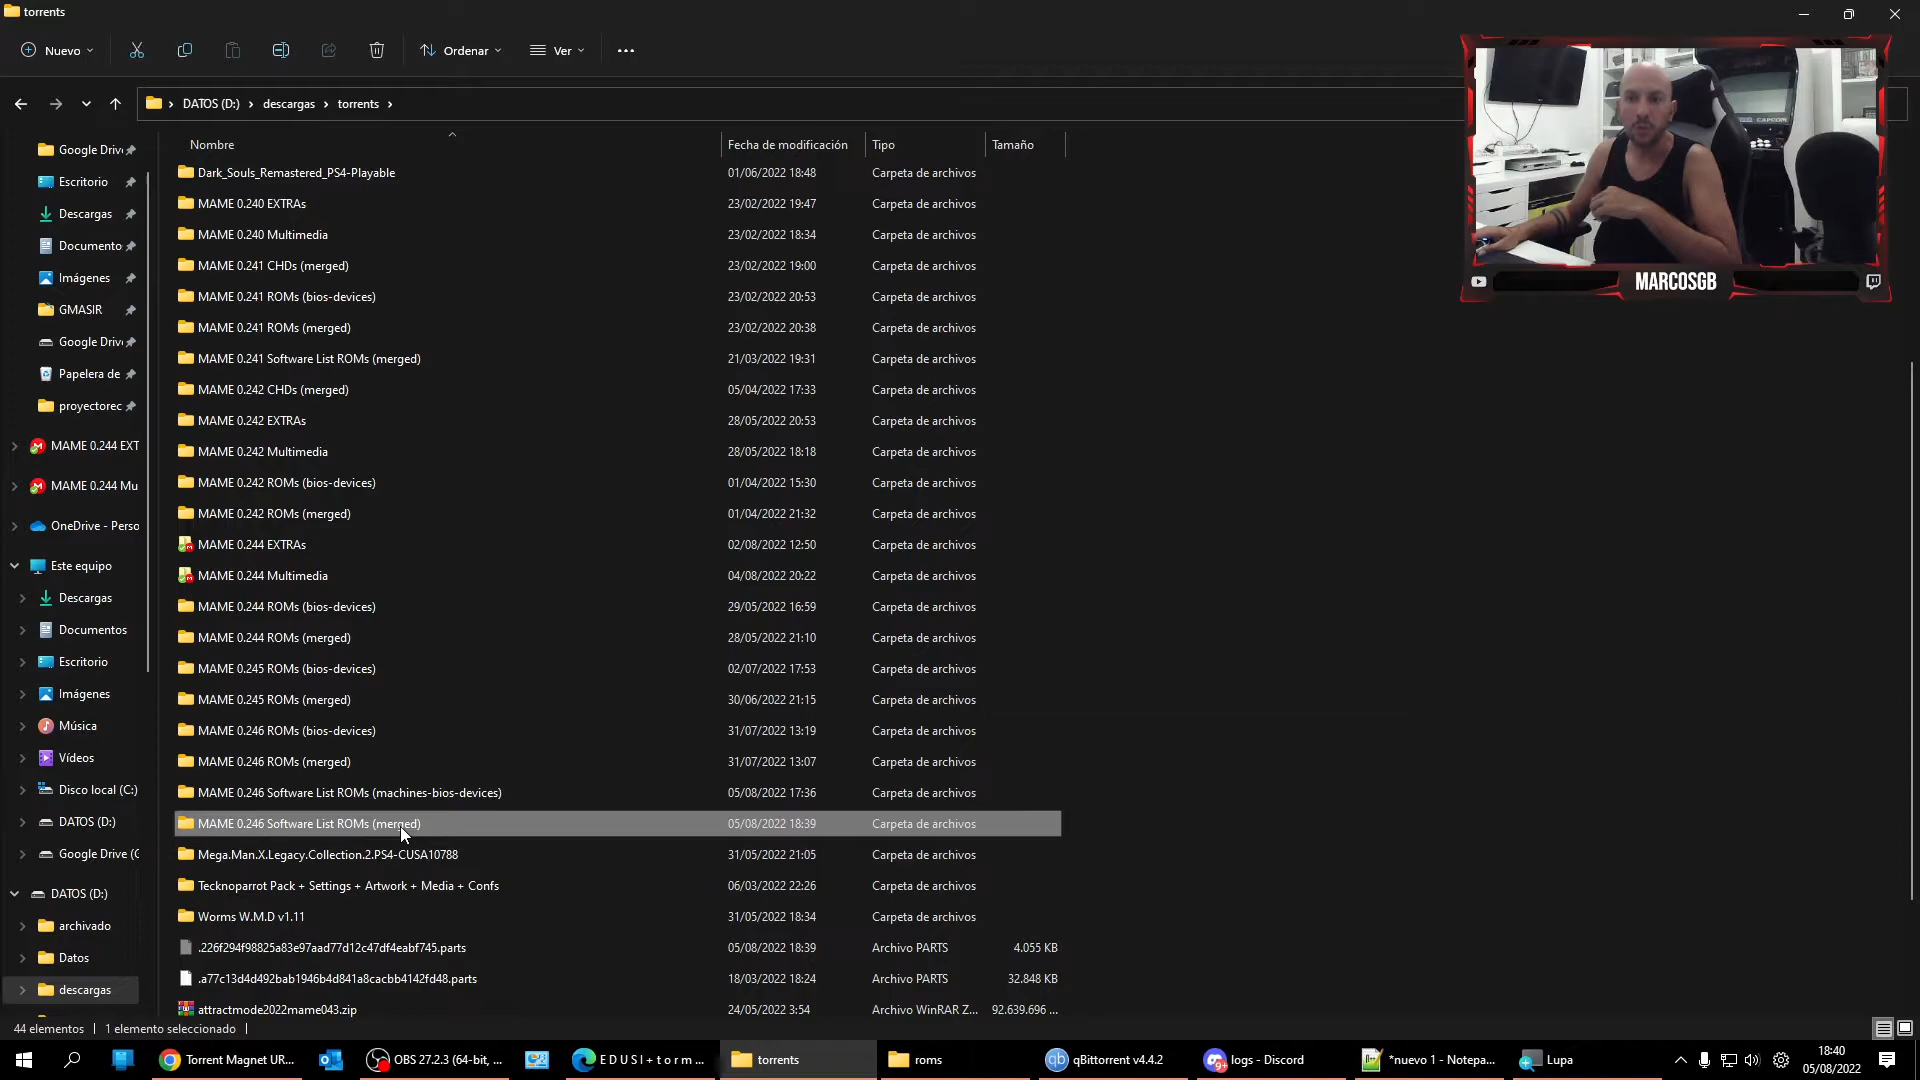 torrents
Nuevo
Ordenar
Ver
DATOS (D:) descargas torrents
Nombre Fecha de modificación Tipo Tamaño
Google Driv
Escritorio
Descargas
Documento
Imágenes
GMASIR
Google Driv
Papelera de
proyectorec
MAME 0.244 EXT
MAME 0.244 Mu
OneDrive - Perso
Este equipo
Descargas
Documentos
Escritorio
Imágenes
Música
Vídeos
Disco local (C:)
DATOS (D:)
Google Drive (G
DATOS (D:)
archivado
Datos
descargas
Dark_Souls_Remastered_PS4-Playable 01/06/2022 18:48 Carpeta de archivos
MAME 0.240 EXTRAs 23/02/2022 19:47 Carpeta de archivos
MAME 0.240 Multimedia 23/02/2022 18:34 Carpeta de archivos
MAME 0.241 CHDs (merged) 23/02/2022 19:00 Carpeta de archivos
MAME 0.241 ROMs (bios-devices) 23/02/2022 20:53 Carpeta de archivos
MAME 0.241 ROMs (merged) 23/02/2022 20:38 Carpeta de archivos
MAME 0.241 Software List ROMs (merged) 21/03/2022 19:31 Carpeta de archivos
MAME 0.242 CHDs (merged) 05/04/2022 17:33 Carpeta de archivos
MAME 0.242 EXTRAs 28/05/2022 20:53 Carpeta de archivos
MAME 0.242 Multimedia 28/05/2022 18:18 Carpeta de archivos
MAME 0.242 ROMs (bios-devices) 01/04/2022 15:30 Carpeta de archivos
MAME 0.242 ROMs (merged) 01/04/2022 21:32 Carpeta de archivos
MAME 0.244 EXTRAs 02/08/2022 12:50 Carpeta de archivos
MAME 0.244 Multimedia 04/08/2022 20:22 Carpeta de archivos
MAME 0.244 ROMs (bios-devices) 29/05/2022 16:59 Carpeta de archivos
MAME 0.244 ROMs (merged) 28/05/2022 21:10 Carpeta de archivos
MAME 0.245 ROMs (bios-devices) 02/07/2022 17:53 Carpeta de archivos
MAME 0.245 ROMs (merged) 30/06/2022 21:15 Carpeta de archivos
MAME 0.246 ROMs (bios-devices) 31/07/2022 13:19 Carpeta de archivos
MAME 0.246 ROMs (merged) 31/07/2022 13:07 Carpeta de archivos
MAME 0.246 Software List ROMs (machines-bios-devices) 05/08/2022 17:36 Carpeta de archivos
MAME 0.246 Software List ROMs (merged) 05/08/2022 18:39 Carpeta de archivos
Mega.Man.X.Legacy.Collection.2.PS4-CUSA10788 31/05/2022 21:05 Carpeta de archivos
Tecknoparrot Pack + Settings + Artwork + Media + Confs 06/03/2022 22:26 Carpeta de archivos
Worms W.M.D v1.11 31/05/2022 18:34 Carpeta de archivos
.226f294f98825a83e97aad77d12c47df4eabf745.parts 05/08/2022 18:39 Archivo PARTS 4.055 KB
.a77c13d4d492bab1946b4d841a8cacbb4142fd48.parts 18/03/2022 18:24 Archivo PARTS 32.848 KB
attractmode2022mame043.zip 24/05/2022 3:54 Archivo WinRAR Z... 92.639.696 ...
CAPCOM
MARCOSGB
44 elementos 1 elemento seleccionado
Torrent Magnet UR...
OBS 27.2.3 (64-bit, ...
E D U S I + t o r m ...
torrents
roms
qBittorrent v4.4.2
logs - Discord
*nuevo 1 - Notepa...
Lupa
18:40
05/08/2022